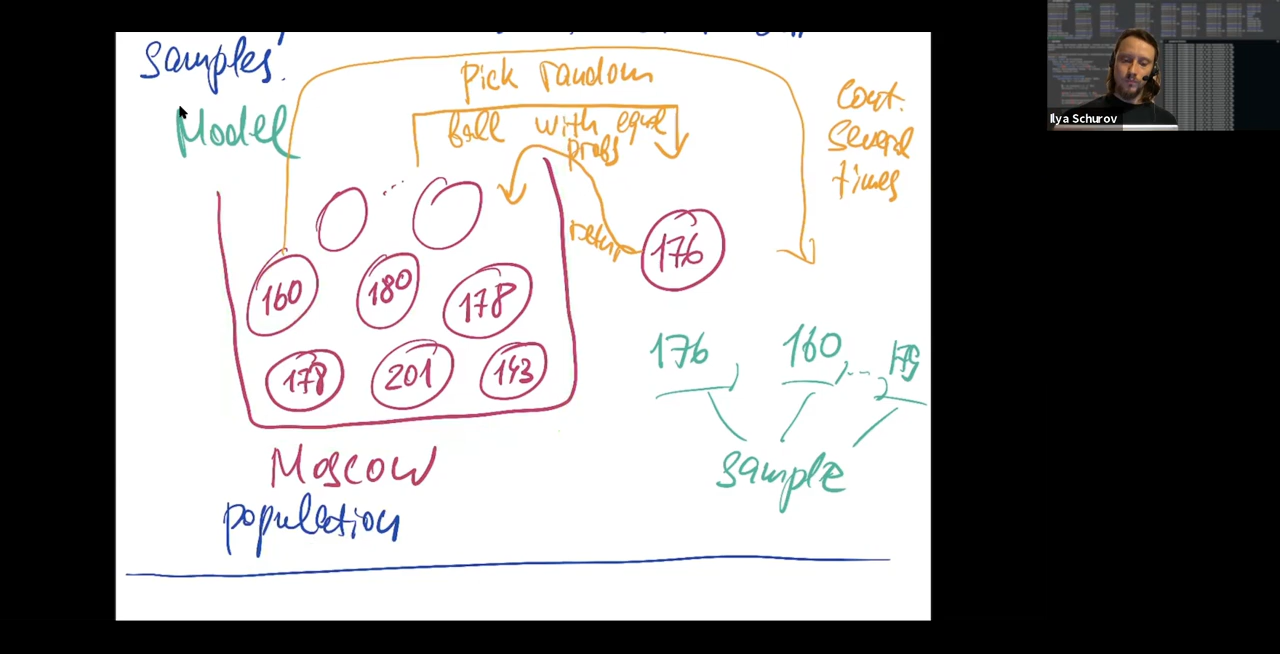 samples.
Model
pick random
ball with equal
probs
cont.
several
times
return
176
160 180 178
178 201 143
176, 160, ...,
sample
Moscow
population
Ilya Schurov